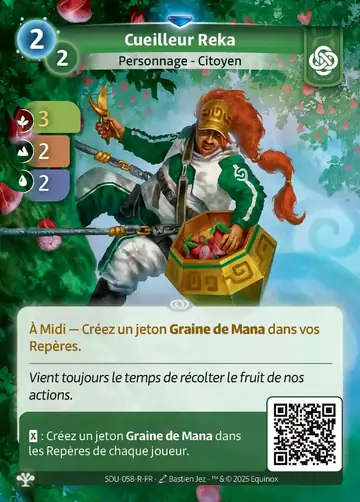 2
2
Cueilleur Reka
Personnage - Citoyen
3
2
2
À Midi — Créez un jeton Graine de Mana dans vos
Repères.
Vient toujours le temps de récolter le fruit de nos
actions.
X : Créez un jeton Graine de Mana dans
les Repères de chaque joueur.
SDU-058-R-FR - Bastien Jez - ™ & © 2025 Equinox